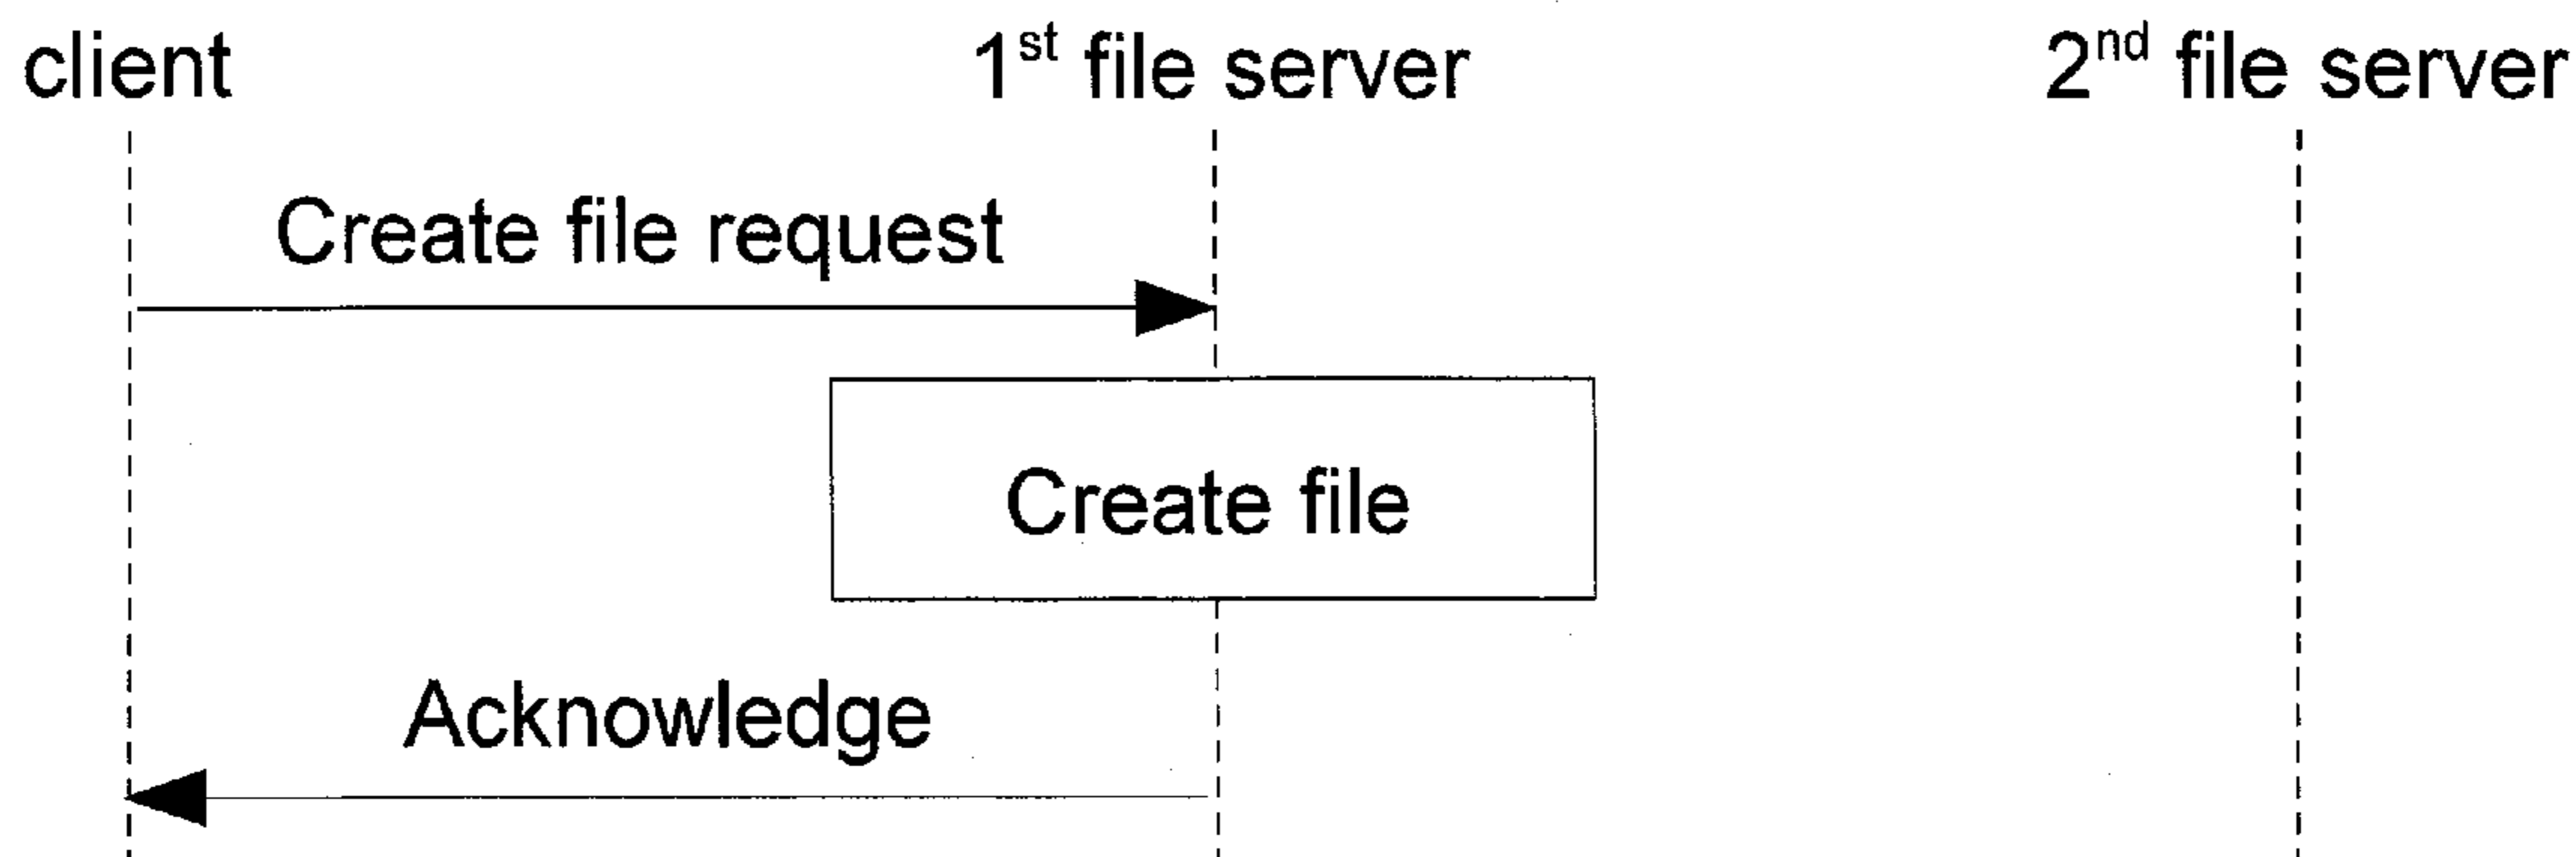 client 1st file server 2nd file server
Create file request
Create file
Acknowledge